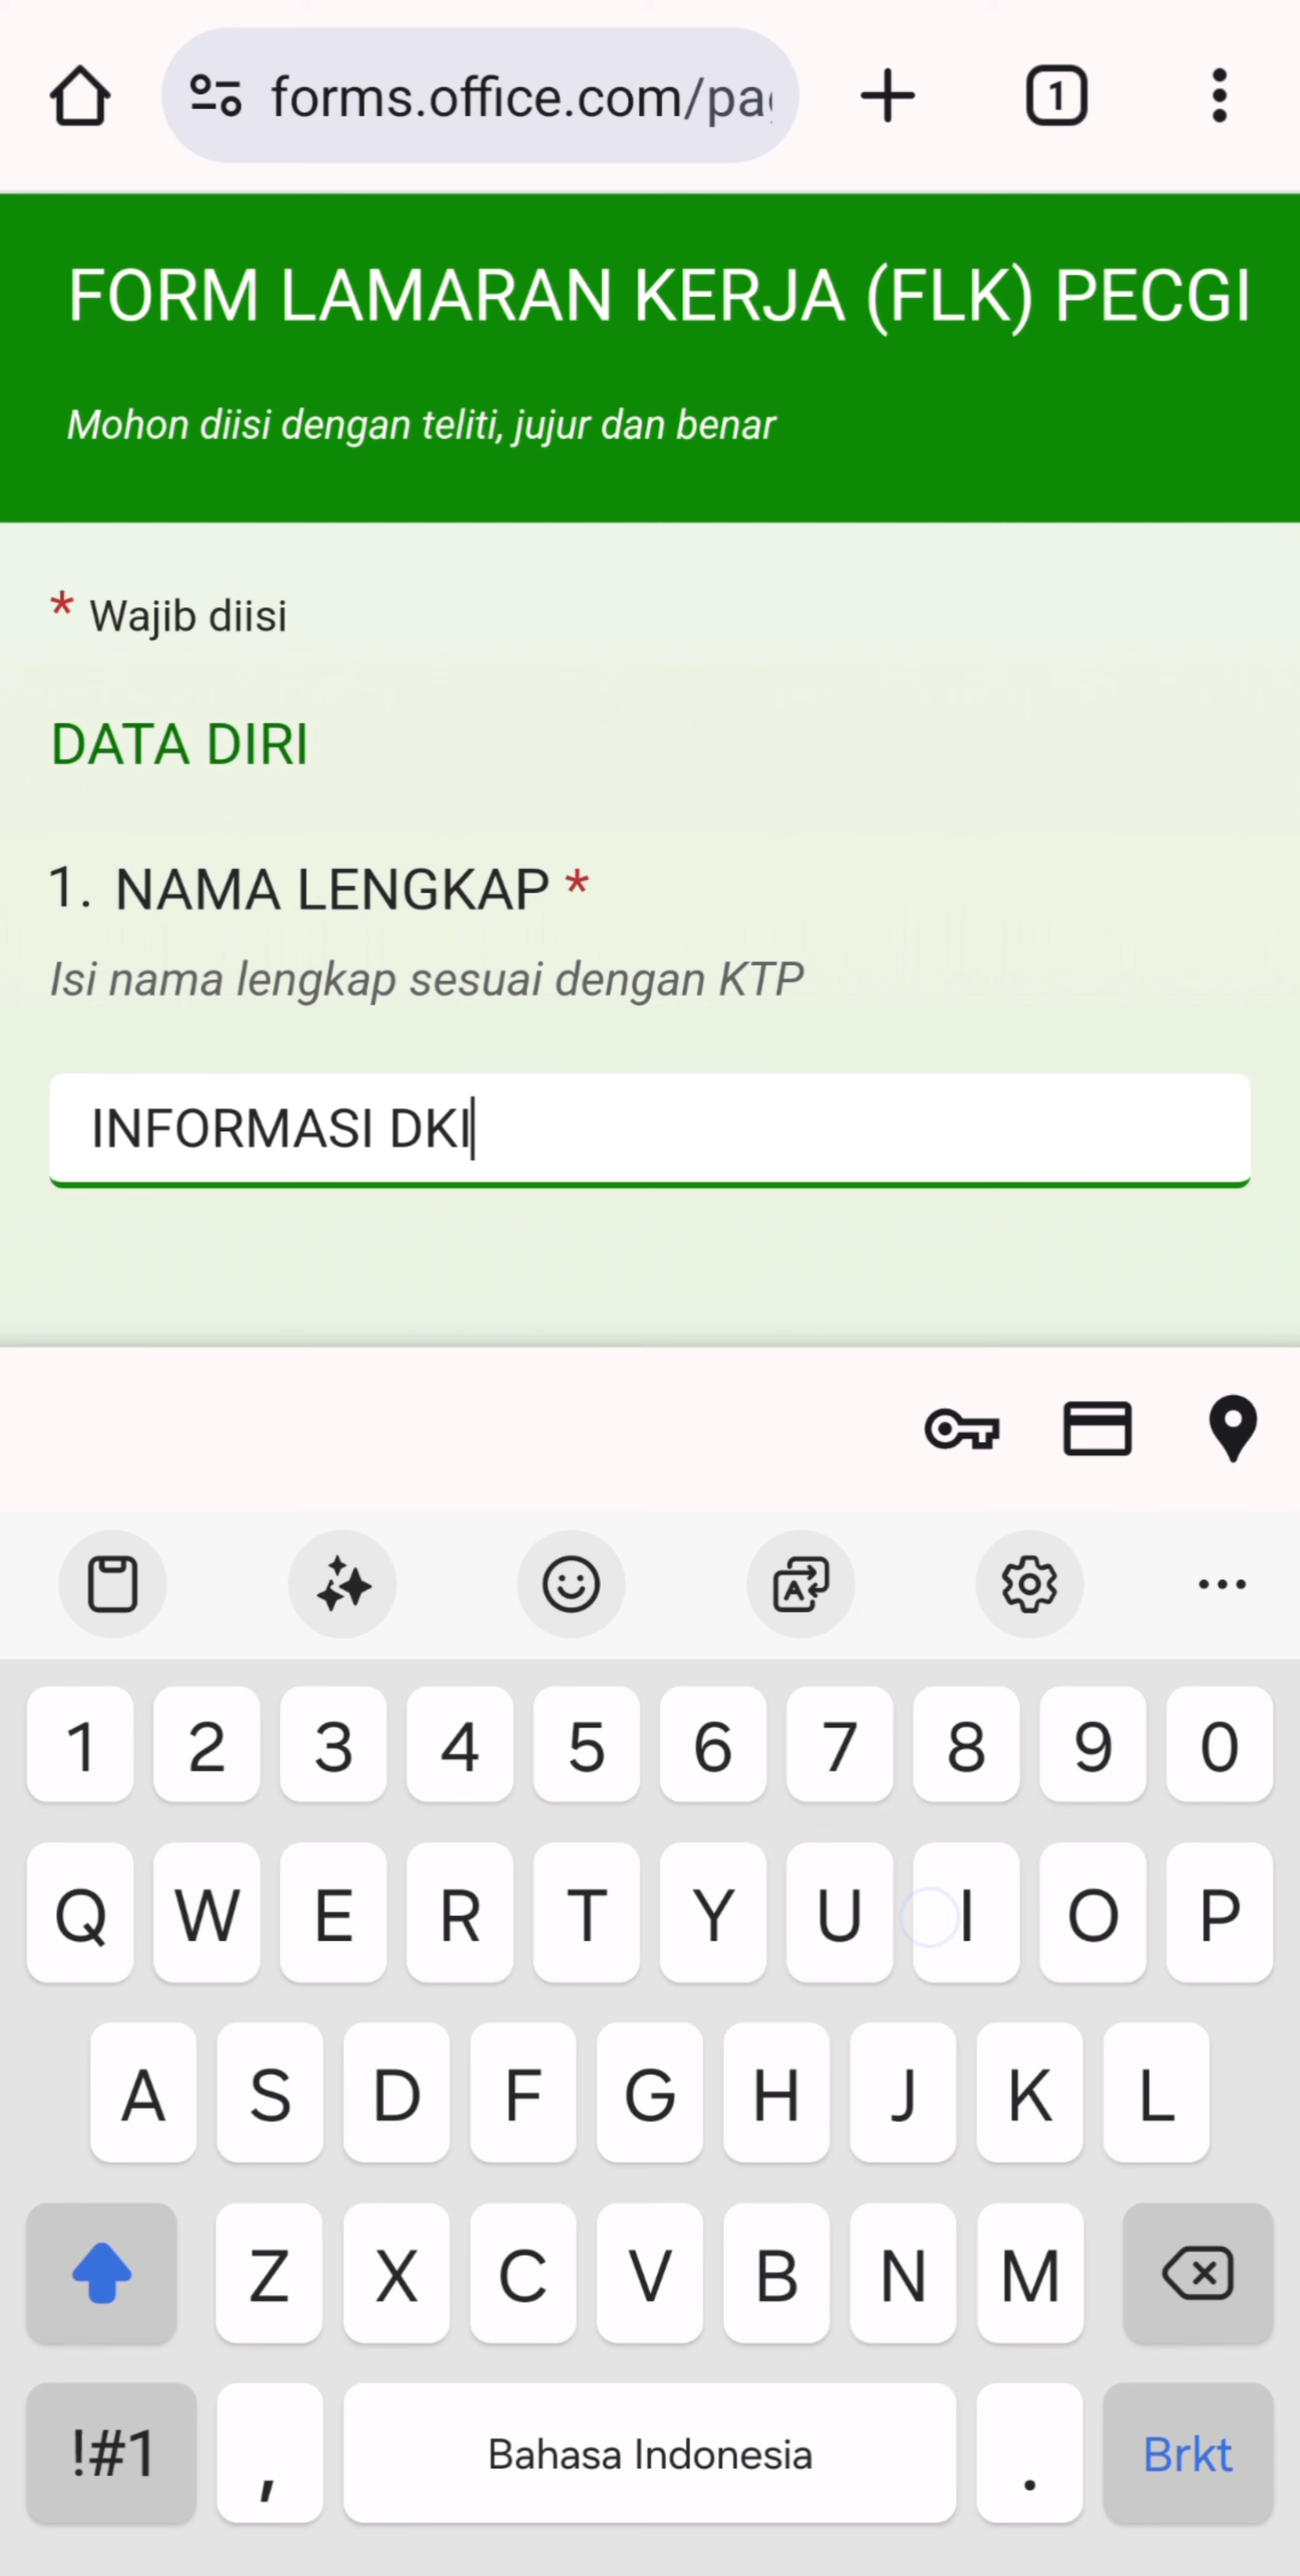 forms.office.com/pa
1
FORM LAMARAN KERJA (FLK) PECGI
Mohon diisi dengan teliti, jujur dan benar
* Wajib diisi
DATA DIRI
1. NAMA LENGKAP *
Isi nama lengkap sesuai dengan KTP
INFORMASI DKI
1 2 3 4 5 6 7 8 9 0
Q W E R T Y U I O P
A S D F G H J K L
Z X C V B N M
!#1 , Bahasa Indonesia . Brkt